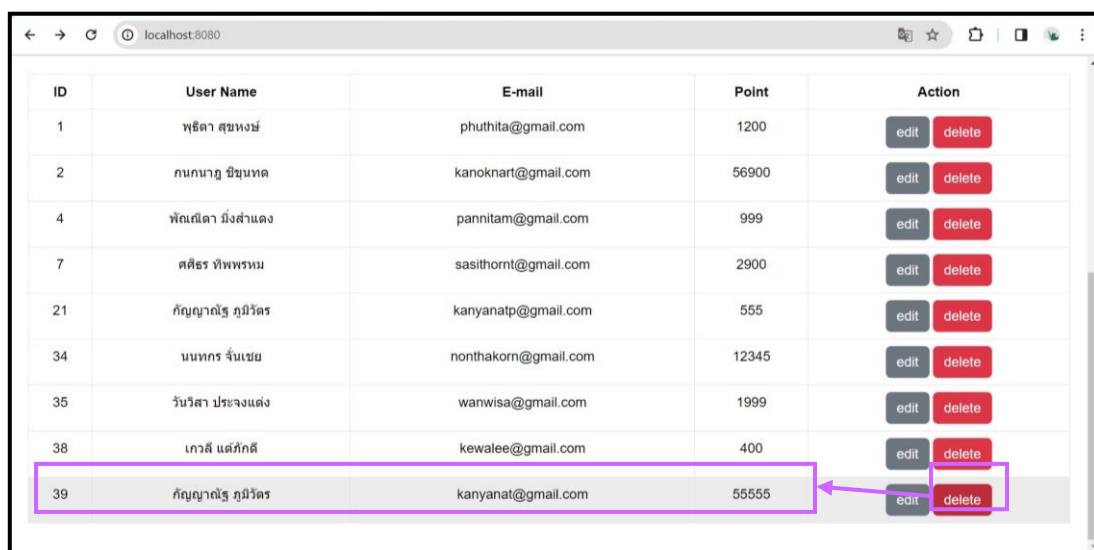 localhost:8080
ID User Name E-mail Point Action
1 พุธิตา สุขหงษ์ phuthita@gmail.com 1200 edit delete
2 กนกนาฎ ชิขุนทด kanoknart@gmail.com 56900 edit delete
4 พัณณิตา มิ่งสำแดง pannitam@gmail.com 999 edit delete
7 ศศิธร ทิพพรหม sasithornt@gmail.com 2900 edit delete
21 กัญญาณัฐ ภูมิวัตร kanyanatp@gmail.com 555 edit delete
34 นนทกร จั่นเชย nonthakorn@gmail.com 12345 edit delete
35 วันวิสา ประจงแต่ง wanwisa@gmail.com 1999 edit delete
38 เกวลี แต้ภักดี kewalee@gmail.com 400 edit delete
39 กัญญาณัฐ ภูมิวัตร kanyanat@gmail.com 55555 edit delete